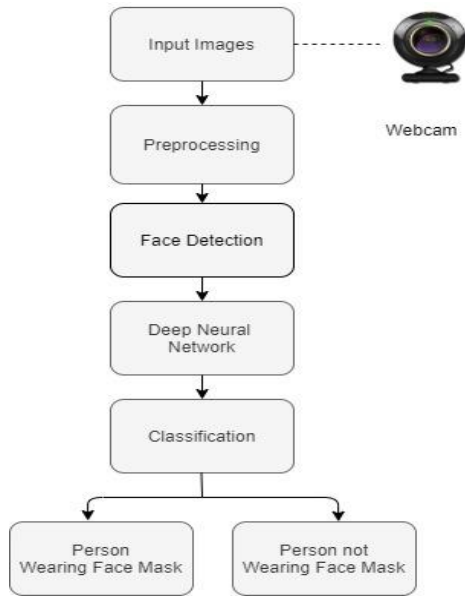 Input Images
Webcam
Preprocessing
Face Detection
Deep Neural
Network
Classification
Person
Wearing Face Mask
Person not
Wearing Face Mask